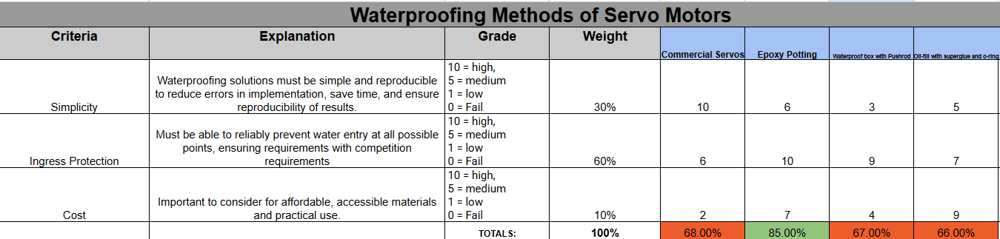 Waterproofing Methods of Servo Motors
Criteria Explanation Grade Weight Commercial Servos Epoxy Potting Waterproof box with Pushrod Oil-fill with superglue and o-ring
10 = high,
Waterproofing solutions must be simple and reproducible 5 = medium
to reduce errors in implementation, save time, and ensure 1 = low
Simplicity reproducibility of results. 0 = Fail 30% 10 6 3 5
10 = high,
Must be able to reliably prevent water entry at all possible 5 = medium
points, ensuring requirements with competition 1 = low
Ingress Protection requirements 0 = Fail 60% 6 10 9 7
10 = high,
5 = medium
Important to consider for affordable, accessible materials 1 = low
Cost and practical use. 0 = Fail 10% 2 7 4 9
TOTALS: 100% 68.00% 85.00% 67.00% 66.00%